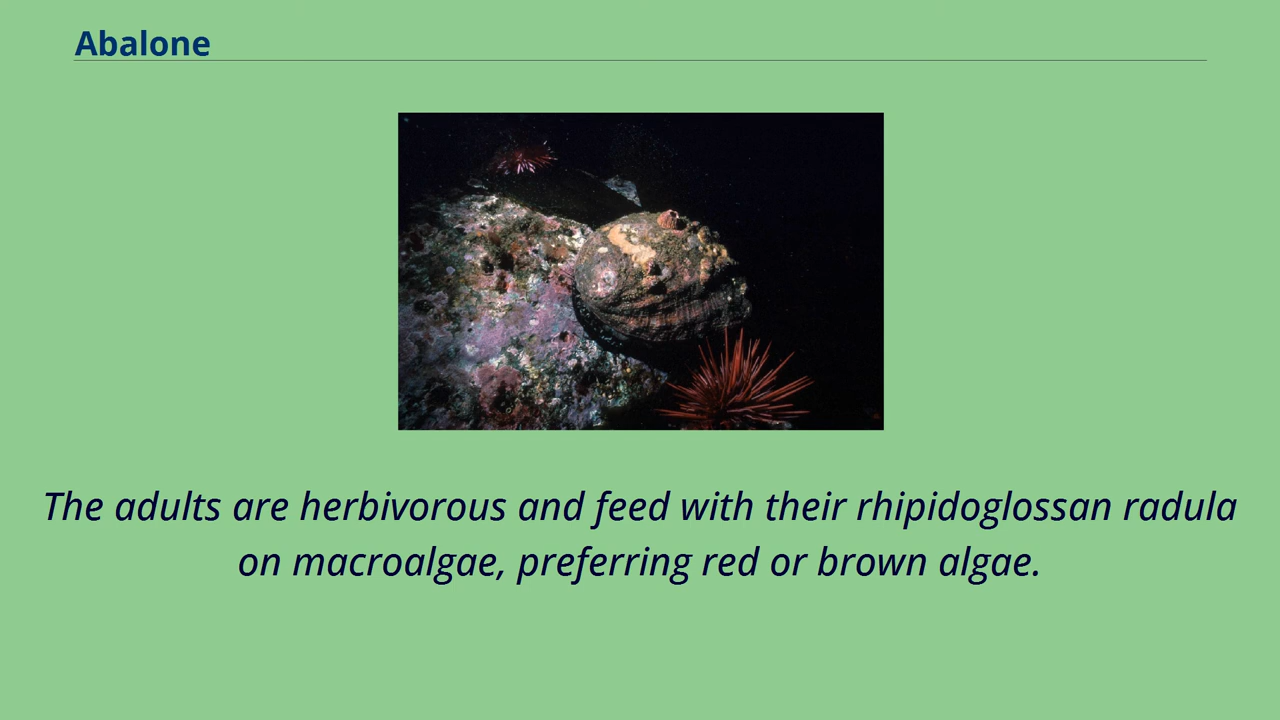 Abalone
The adults are herbivorous and feed with their rhipidoglossan radula
on macroalgae, preferring red or brown algae.